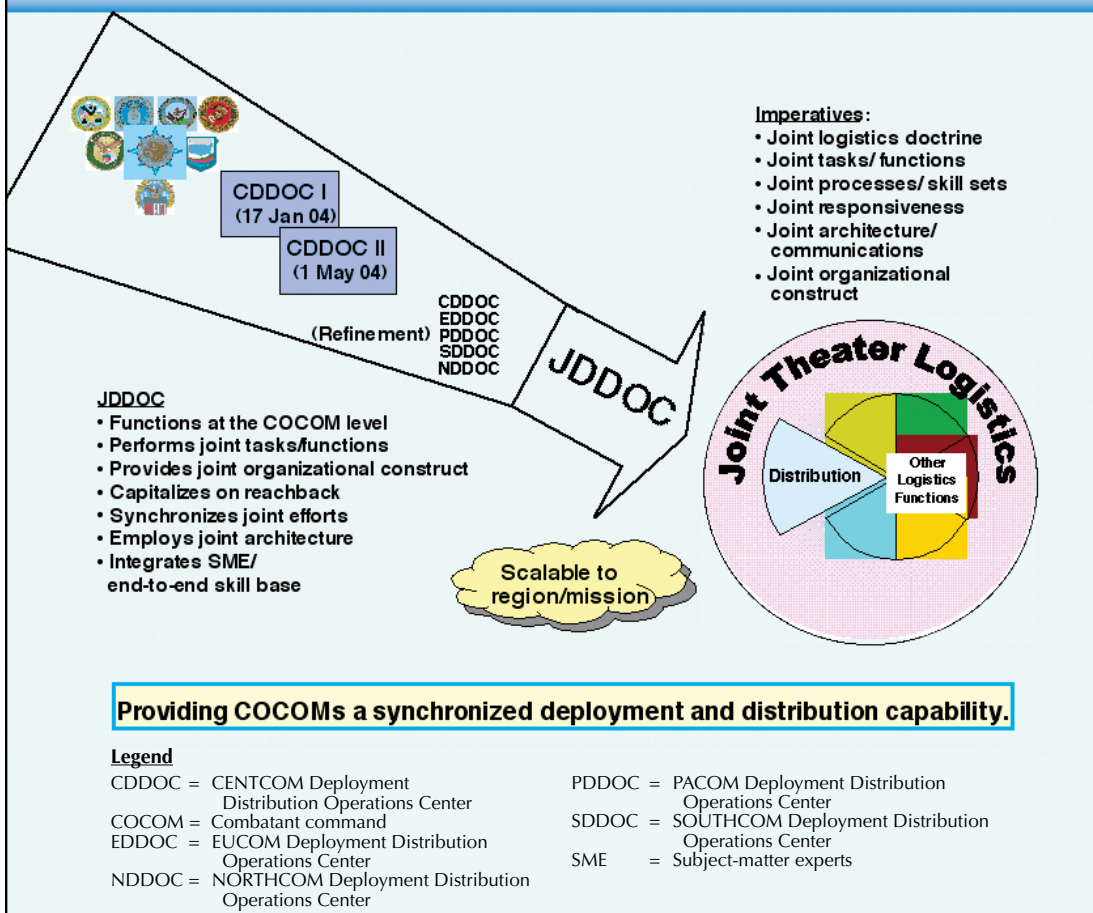 CDDOC I
(17 Jan 04)
CDDOC II
(1 May 04)
(Refinement)
CDDOC
EDDOC
PDDOC
SDDOC
NDDOC
JDDOC
Imperatives:
• Joint logistics doctrine
• Joint tasks/ functions
• Joint processes/ skill sets
• Joint responsiveness
• Joint architecture/
communications
• Joint organizational
construct
JDDOC
• Functions at the COCOM level
• Performs joint tasks/functions
• Provides joint organizational construct
• Capitalizes on reachback
• Synchronizes joint efforts
• Employs joint architecture
• Integrates SME/
end-to-end skill base
Joint Theater Logistics
Distribution
Other
Logistics
Functions
Scalable to
region/mission
Providing COCOMs a synchronized deployment and distribution capability.
Legend
CDDOC = CENTCOM Deployment
Distribution Operations Center
COCOM = Combatant command
EDDOC = EUCOM Deployment Distribution
Operations Center
NDDOC = NORTHCOM Deployment Distribution
Operations Center
PDDOC = PACOM Deployment Distribution
Operations Center
SDDOC = SOUTHCOM Deployment Distribution
Operations Center
SME = Subject-matter experts